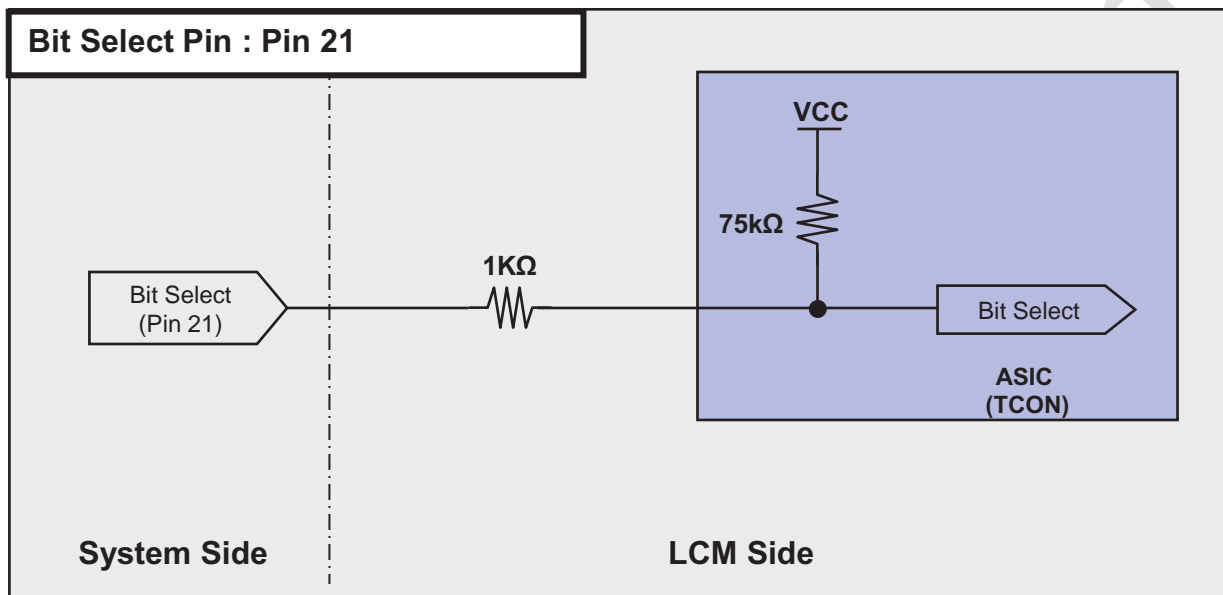 Bit Select Pin : Pin 21
VCC
75kΩ
1KΩ
Bit Select
(Pin 21)
Bit Select
ASIC
(TCON)
System Side
LCM Side